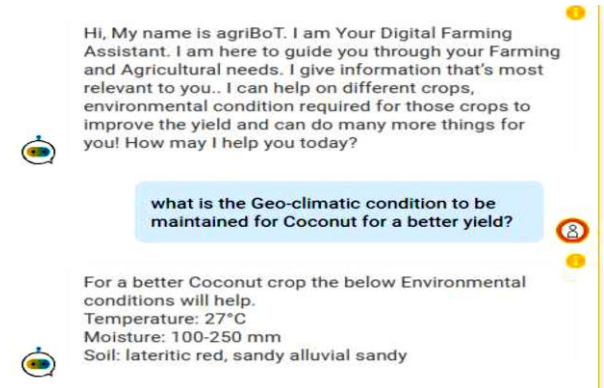 Hi, My name is agriBoT. I am Your Digital Farming
Assistant. I am here to guide you through your Farming
and Agricultural needs. I give information that's most
relevant to you.. I can help on different crops,
environmental condition required for those crops to
improve the yield and can do many more things for
you! How may I help you today?
what is the Geo-climatic condition to be
maintained for Coconut for a better yield?
For a better Coconut crop the below Environmental
conditions will help.
Temperature: 27°C
Moisture: 100-250 mm
Soil: lateritic red, sandy alluvial sandy